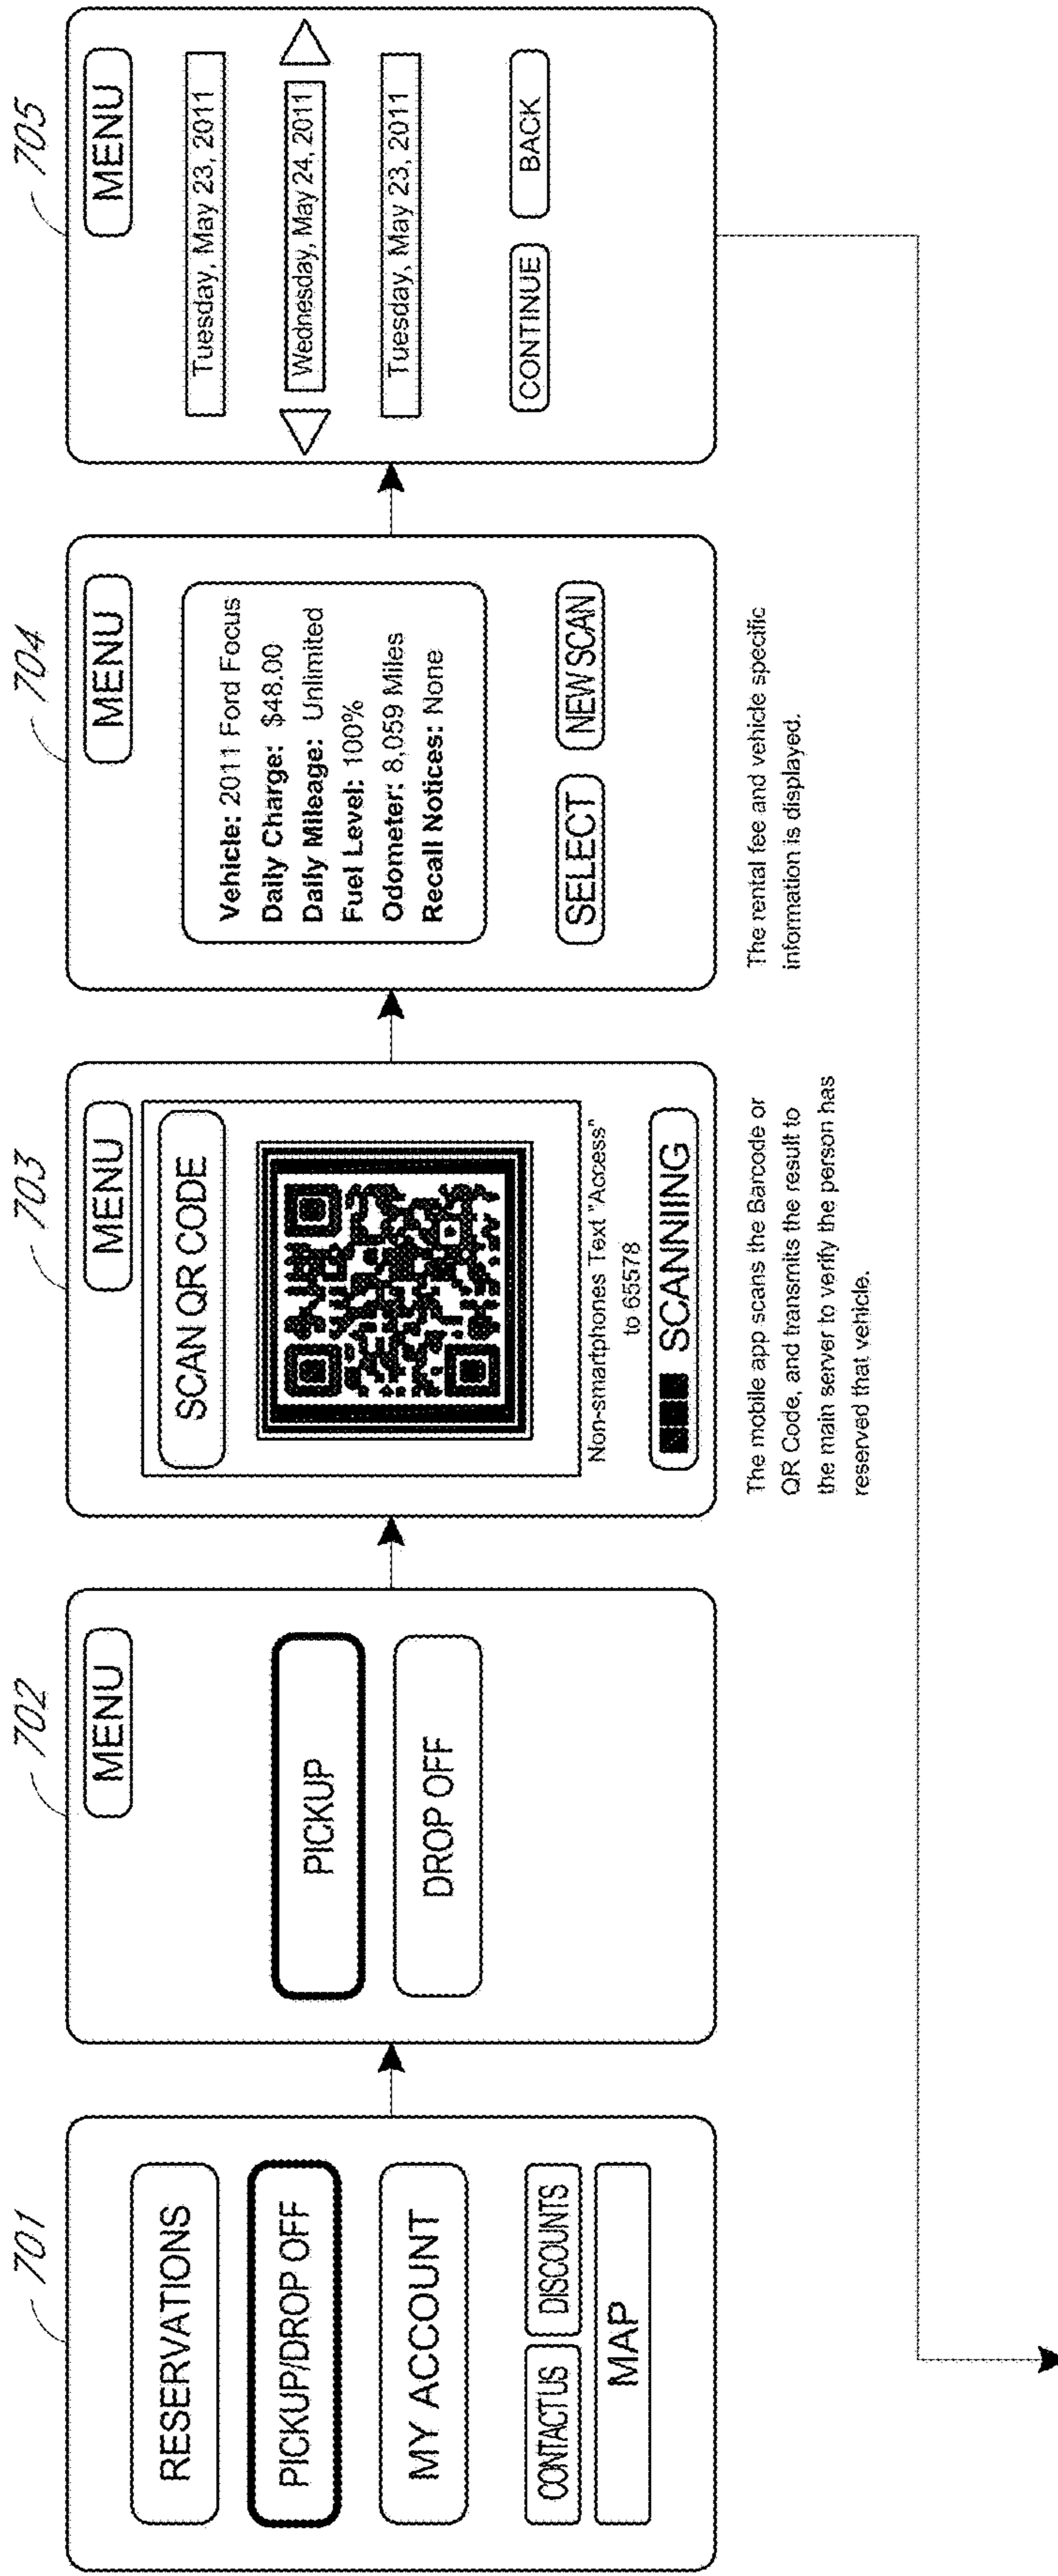 701
RESERVATIONS
PICKUP/DROP OFF
MY ACCOUNT
CONTACT US
DISCOUNTS
MAP
702
MENU
PICKUP
DROP OFF
703
MENU
SCAN QR CODE
Non-smartphones Text "Access"
to 65578
SCANNIING
The mobile app scans the Barcode or
QR Code, and transmits the result to
the main server to verify the person has
reserved that vehicle.
704
MENU
Vehicle: 2011 Ford Focus
Daily Charge: $48.00
Daily Mileage: Unlimited
Fuel Level: 100%
Odometer: 8,059 Miles
Recall Notices: None
SELECT
NEW SCAN
The rental fee and vehicle specific
information is displayed.
705
MENU
Tuesday, May 23, 2011
Wednesday, May 24, 2011
Tuesday, May 23, 2011
CONTINUE
BACK